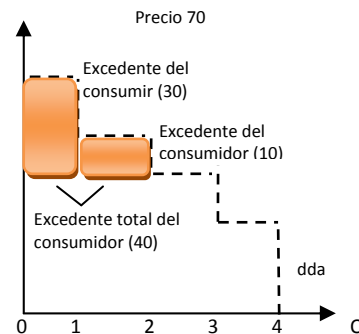 Precio 70
Excedente del
consumir (30)
Excedente del
consumidor (10)
Excedente total del
consumidor (40)
dda
0 1 2 3 4